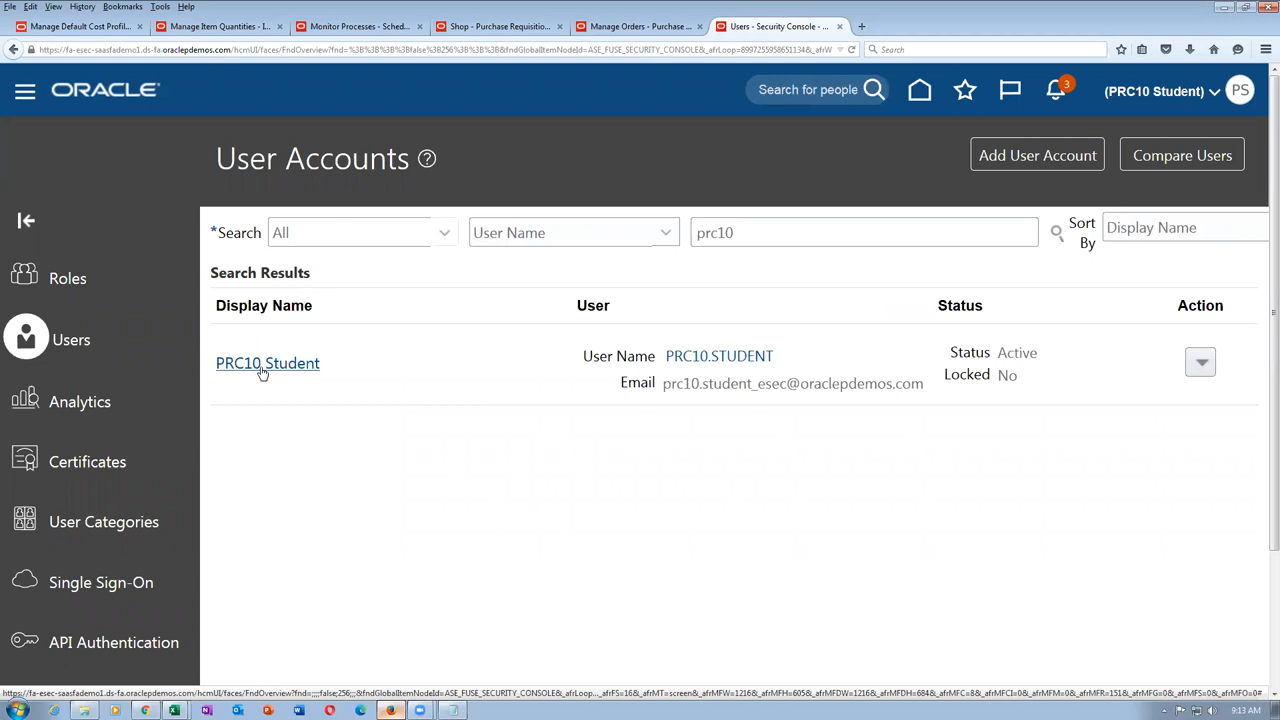 File Edit View History Bookmarks Tools Help
Manage Default Cost Profil... Manage Item Quantities - I... Monitor Processes - Sched... Shop - Purchase Requisitio... Manage Orders - Purchase ... Users - Security Console - ...
Search
ORACLE
Search for people
3
(PRC10 Student)
PS
User Accounts ?
Add User Account
Compare Users
*Search All User Name prc10 Sort By Display Name
Search Results
Display Name User Status Action
PRC10 Student
User Name PRC10.STUDENT
Email prc10.student_esec@oraclepdemos.com
Status Active
Locked No
Roles
Users
Analytics
Certificates
User Categories
Single Sign-On
API Authentication
9:13 AM